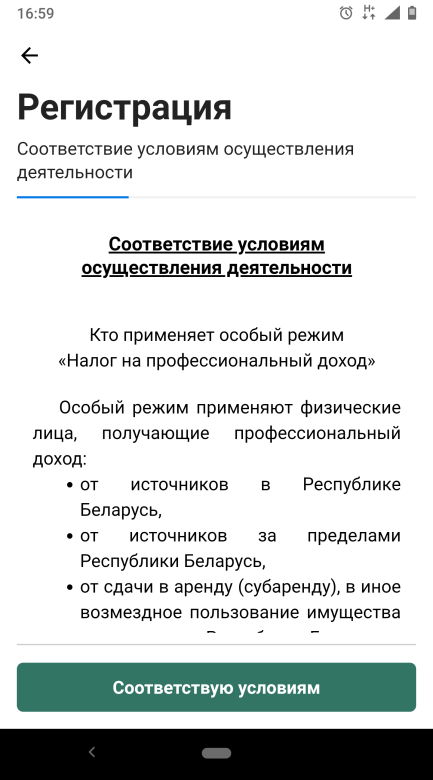 16:59
H+
Регистрация
Соответствие условиям осуществления
деятельности
Соответствие условиям
осуществления деятельности
Кто применяет особый режим
«Налог на профессиональный доход»
Особый режим применяют физические
лица, получающие профессиональный
доход:
• от источников в Республике
Беларусь,
• от источников за пределами
Республики Беларусь,
• от сдачи в аренду (субаренду), в иное
возмездное пользование имущества
Соответствую условиям